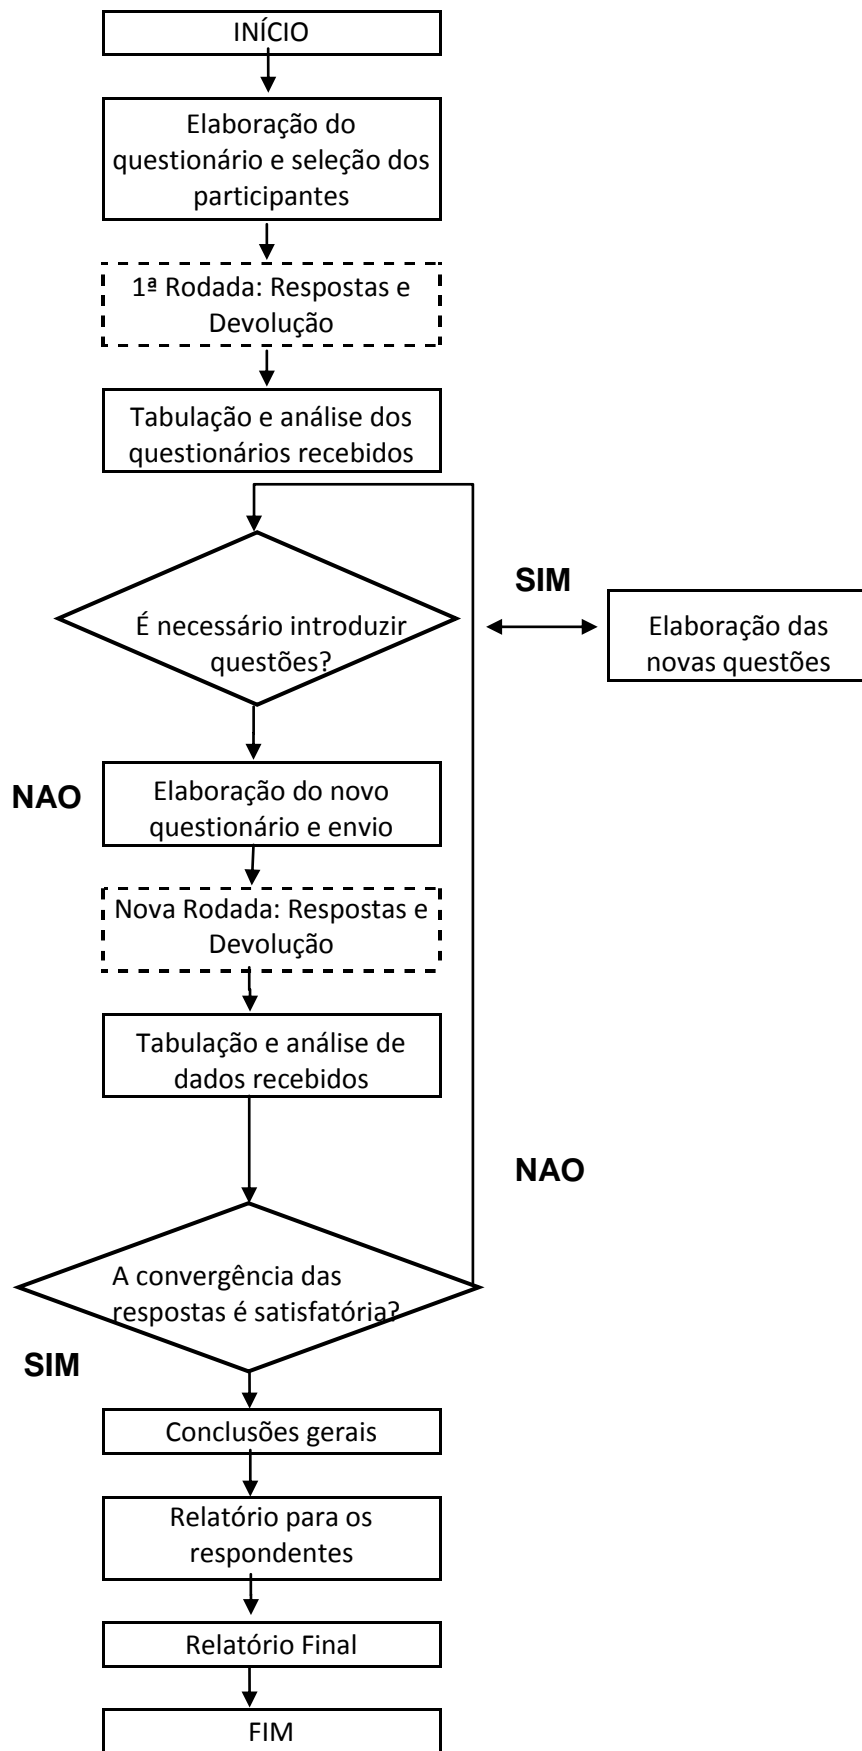 INÍCIO
Elaboração do
questionário e seleção dos
participantes
1ª Rodada: Respostas e
Devolução
Tabulação e análise dos
questionários recebidos
É necessário introduzir
questões?
SIM
Elaboração das
novas questões
NAO
Elaboração do novo
questionário e envio
Nova Rodada: Respostas e
Devolução
Tabulação e análise de
dados recebidos
NAO
A convergência das
respostas é satisfatória?
SIM
Conclusões gerais
Relatório para os
respondentes
Relatório Final
FIM